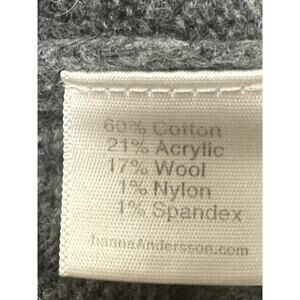 60% Cotton
21% Acrylic
17% Wool
1% Nylon
1% Spandex
hannaAndersson.com